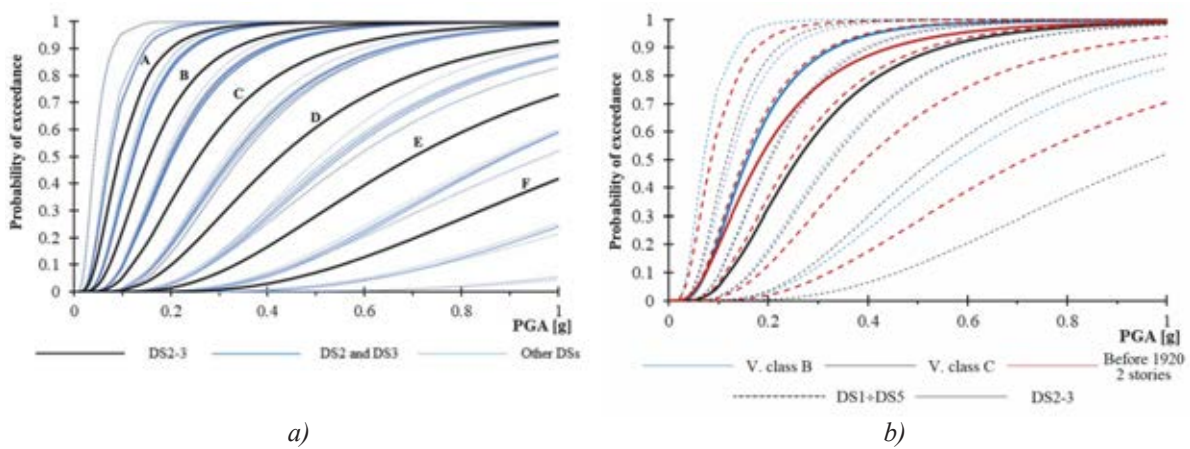 Probability of exceedance
1
0.9
0.8
0.7
0.6
0.5
0.4
0.3
0.2
0.1
0
A
B
C
D
E
F
0 0.2 0.4 0.6 0.8 1
PGA [g]
DS2-3 DS2 and DS3 Other DSs
a)
Probability of exceedance
1
0.9
0.8
0.7
0.6
0.5
0.4
0.3
0.2
0.1
0
0 0.2 0.4 0.6 0.8 1
PGA [g]
V. class B V. class C Before 1920
2 stories
DS1÷DS5 DS2-3
b)